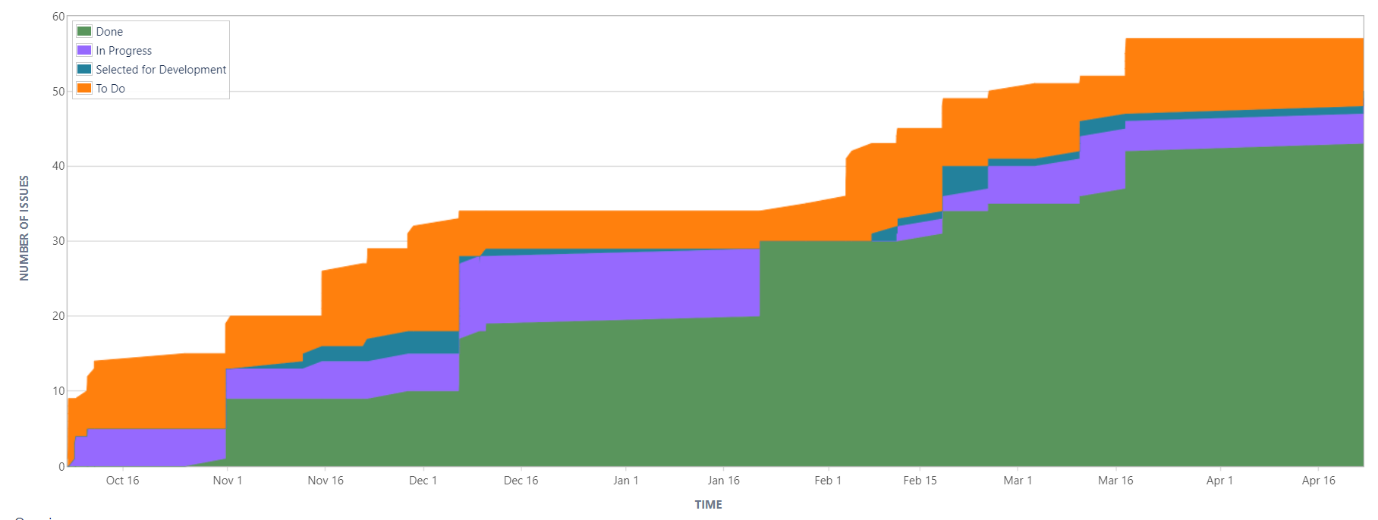 60
Done
In Progress
Selected for Development
To Do
50
40
30
20
10
0
NUMBER OF ISSUES
Oct 16 Nov 1 Nov 16 Dec 1 Dec 16 Jan 1 Jan 16 Feb 1 Feb 15 Mar 1 Mar 16 Apr 1 Apr 16
TIME